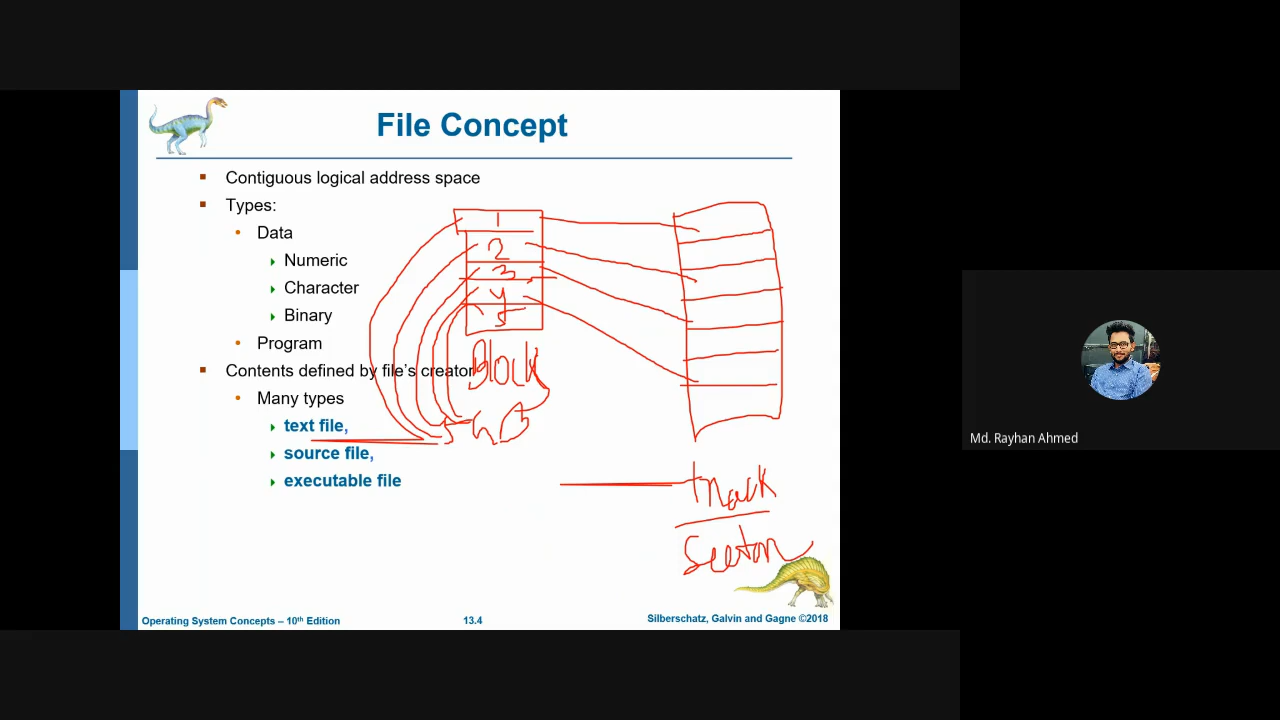 File Concept
Contiguous logical address space
Types:
Data
Numeric
Character
Binary
Program
Contents defined by file's creator
Many types
text file,
source file,
executable file
1
2
3
4
5
Block
5 GB
track
Sector
Operating System Concepts – 10th Edition
13.4
Silberschatz, Galvin and Gagne ©2018
Md. Rayhan Ahmed